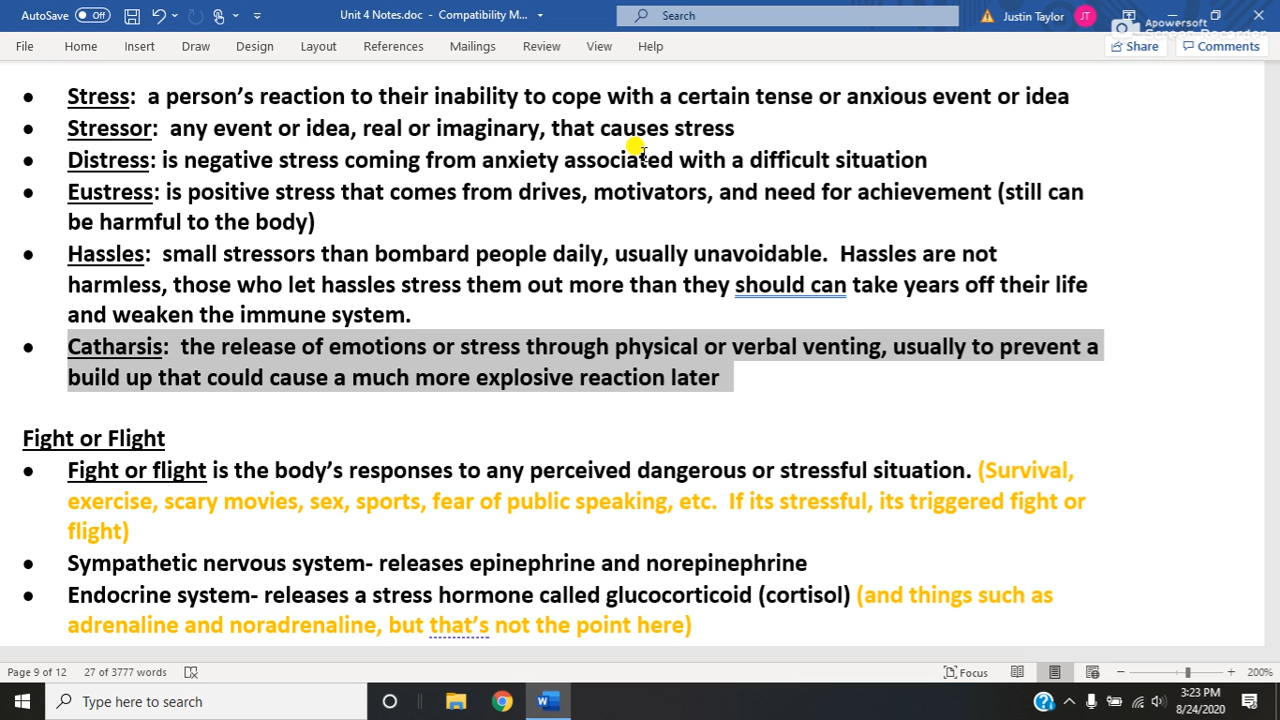 AutoSave Off Unit 4 Notes.doc - Compatibility M... Search Justin Taylor JT
Apowersoft
Screen Recorder
File Home Insert Draw Design Layout References Mailings Review View Help Share Comments
• Stress: a person's reaction to their inability to cope with a certain tense or anxious event or idea
• Stressor: any event or idea, real or imaginary, that causes stress
• Distress: is negative stress coming from anxiety associated with a difficult situation
• Eustress: is positive stress that comes from drives, motivators, and need for achievement (still can
be harmful to the body)
• Hassles: small stressors than bombard people daily, usually unavoidable. Hassles are not
harmless, those who let hassles stress them out more than they should can take years off their life
and weaken the immune system.
• Catharsis: the release of emotions or stress through physical or verbal venting, usually to prevent a
build up that could cause a much more explosive reaction later
Fight or Flight
• Fight or flight is the body's responses to any perceived dangerous or stressful situation. (Survival,
exercise, scary movies, sex, sports, fear of public speaking, etc. If its stressful, its triggered fight or
flight)
• Sympathetic nervous system- releases epinephrine and norepinephrine
• Endocrine system- releases a stress hormone called glucocorticoid (cortisol) (and things such as
adrenaline and noradrenaline, but that's not the point here)
Page 9 of 12 27 of 3777 words Focus 200%
Type here to search 3:23 PM
8/24/2020